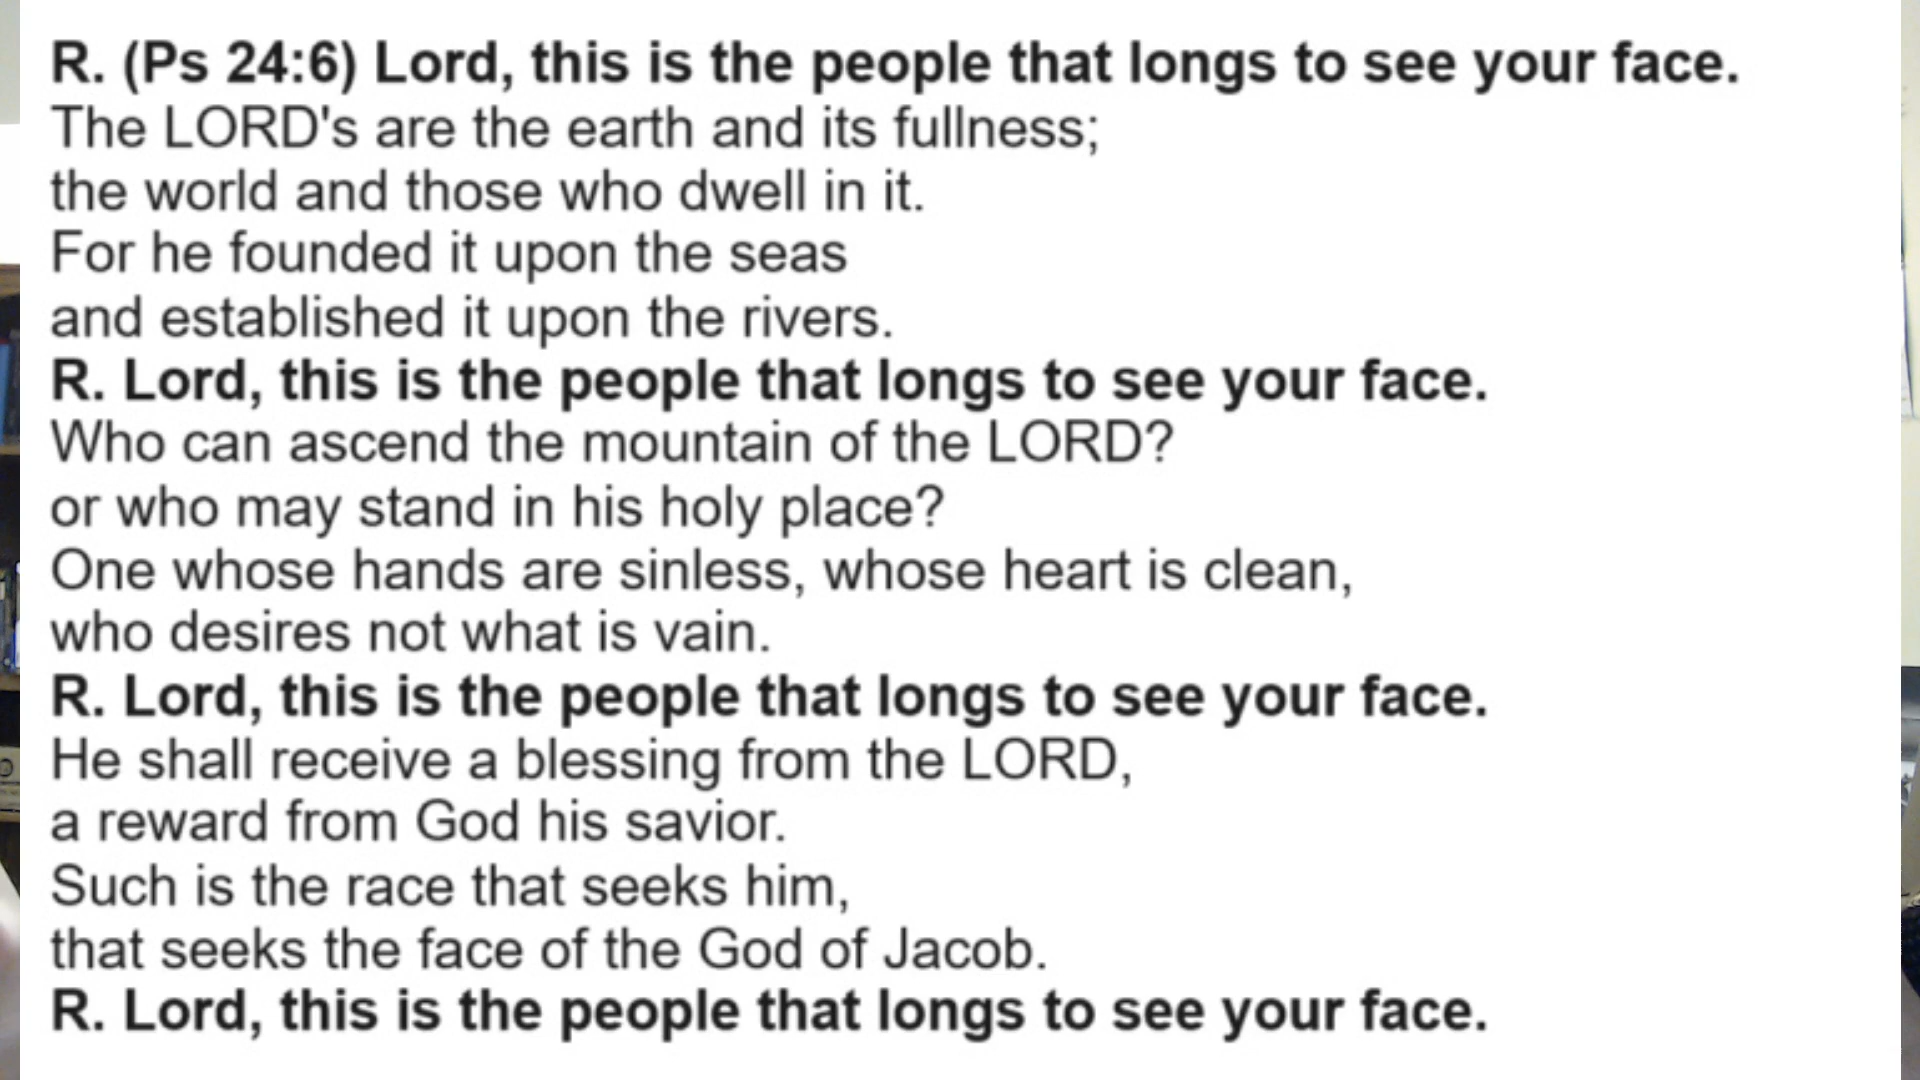 R. (Ps 24:6) Lord, this is the people that longs to see your face.
The LORD's are the earth and its fullness;
the world and those who dwell in it.
For he founded it upon the seas
and established it upon the rivers.
R. Lord, this is the people that longs to see your face.
Who can ascend the mountain of the LORD?
or who may stand in his holy place?
One whose hands are sinless, whose heart is clean,
who desires not what is vain.
R. Lord, this is the people that longs to see your face.
He shall receive a blessing from the LORD,
a reward from God his savior.
Such is the race that seeks him,
that seeks the face of the God of Jacob.
R. Lord, this is the people that longs to see your face.